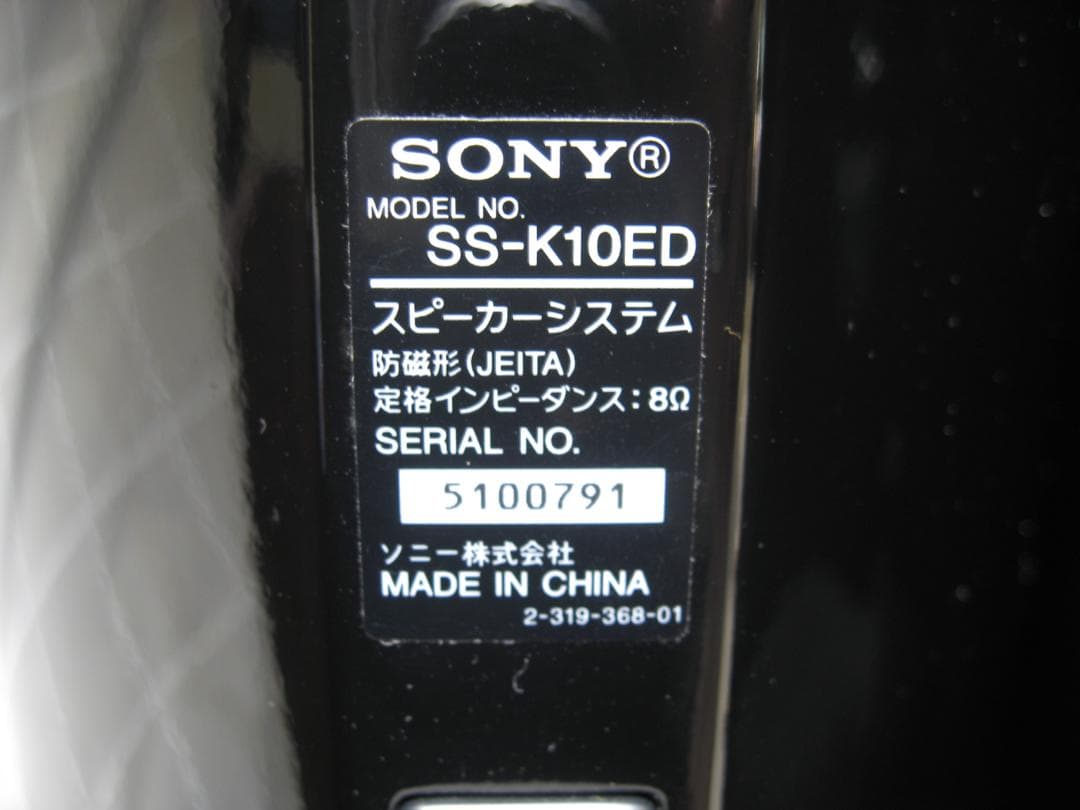 SONY®
MODEL NO.
SS-K10ED
スピーカーシステム
防磁形(JEITA)
定格インピーダンス:8Ω
SERIAL NO.
5100791
ソニー株式会社
MADE IN CHINA
2-319-368-01